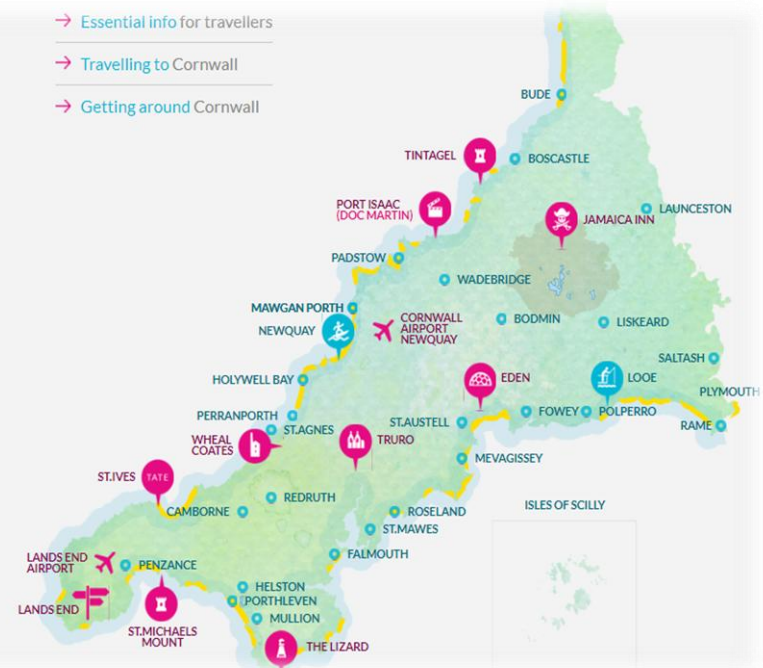 Essential info for travellers
Travelling to Cornwall
Getting around Cornwall
BUDE
TINTAGEL
BOSCASTLE
PORT ISAAC
(DOC MARTIN)
LAUNCESTON
JAMAICA INN
PADSTOW
WADEBRIDGE
MAWGAN PORTH
NEWQUAY
CORNWALL
AIRPORT
NEWQUAY
BODMIN
LISKEARD
SALTASH
HOLYWELL BAY
EDEN
LOOE
PLYMOUTH
PERRANPORTH
ST.AGNES
ST.AUSTELL
FOWEY
POLPERRO
RAME
WHEAL
COATES
TRURO
MEVAGISSEY
ST.IVES
TATE
REDRUTH
CAMBORNE
ROSELAND
ISLES OF SCILLY
ST.MAWES
FALMOUTH
LANDS END
AIRPORT
PENZANCE
HELSTON
PORTHLEVEN
LANDS END
MULLION
ST.MICHAELS
MOUNT
THE LIZARD